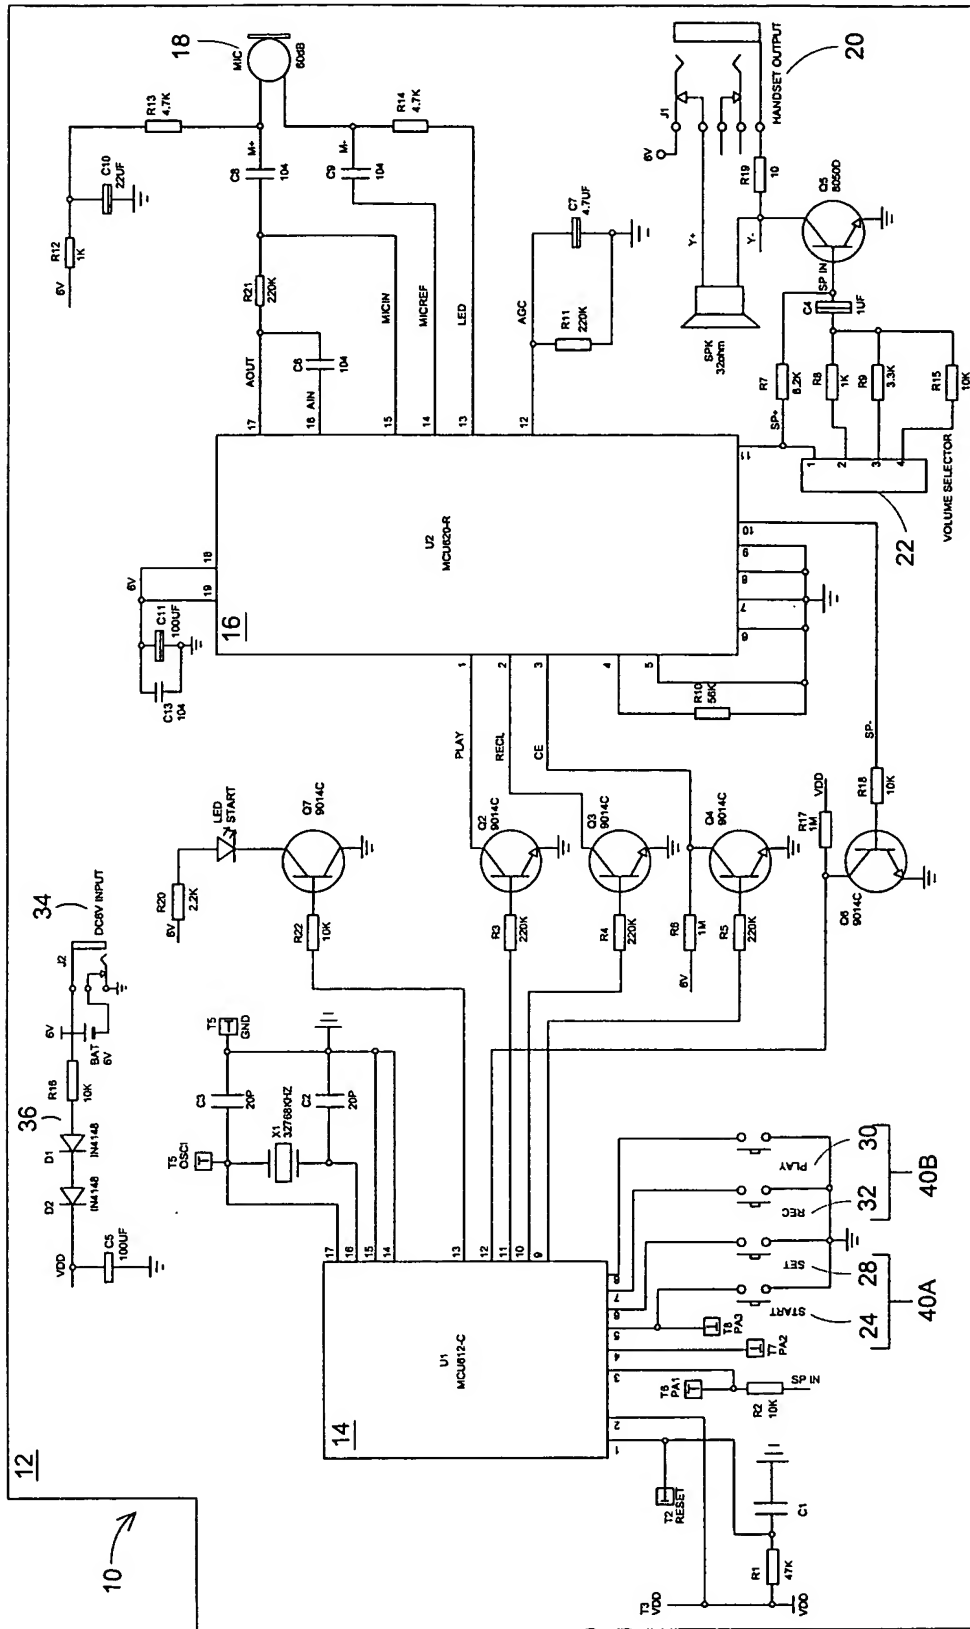 10
12
34
36
DC6V INPUT
J2
6V
BAT
6V
R16
10K
D1
IN4148
D2
IN4148
VDD
C5
100UF
R20
2.2K
6V
LED
START
Q7
9014C
R22
10K
T5
GND
C3
20P
C2
20P
T5
OSCI
X1
32768KHZ
14
U1
MCU612-C
17
16
15
14
13
12
11
10
9
8
7
6
5
4
3
2
1
T8
PA3
T7
PA2
T6
PA1
R2
10K
SP IN
T2
RESET
C1
R1
47K
T3
VDD
VDD
START
SET
REC
PLAY
24
28
32
30
40A
40B
Q2
9014C
R3
220K
Q3
9014C
R4
220K
Q4
9014C
R6
1M
6V
R5
220K
VDD
R17
1M
Q6
9014C
R18
10K
SP-
PLAY
RECL
CE
C13
104
C11
100UF
6V
16
U2
MCU620-R
19
18
1
2
3
4
5
R10
56K
6
7
8
9
10
11
12
13
14
15
16
17
AOUT
AIN
MICIN
MICREF
LED
AGC
R21
220K
C6
104
R12
1K
6V
C10
22UF
R13
4.7K
MIC
60dB
18
M+
C8
104
M-
C9
104
R14
4.7K
C7
4.7UF
R11
220K
SPK
32ohm
Y+
Y-
6V
J1
HANDSET OUTPUT
20
R19
10
Q5
8050D
SP IN
C4
1UF
SP+
R7
8.2K
R8
1K
R9
3.3K
R15
10K
1
2
3
4
VOLUME SELECTOR
22